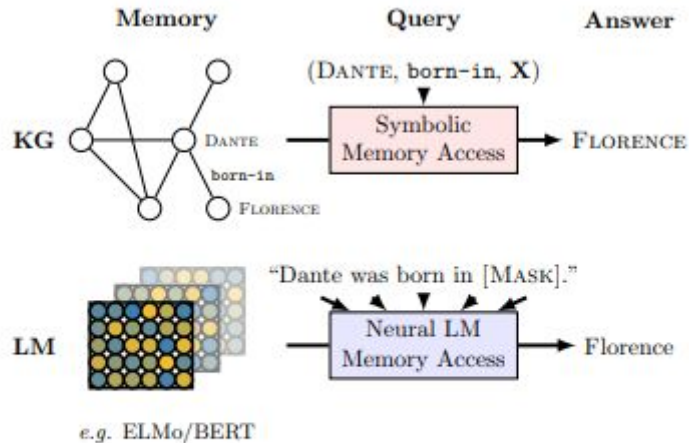 Memory Query Answer
(DANTE, born-in, X)
KG DANTE Symbolic
Memory Access FLORENCE
born-in
FLORENCE
“Dante was born in [MASK].”
LM Neural LM
Memory Access Florence
e.g. ELMo/BERT